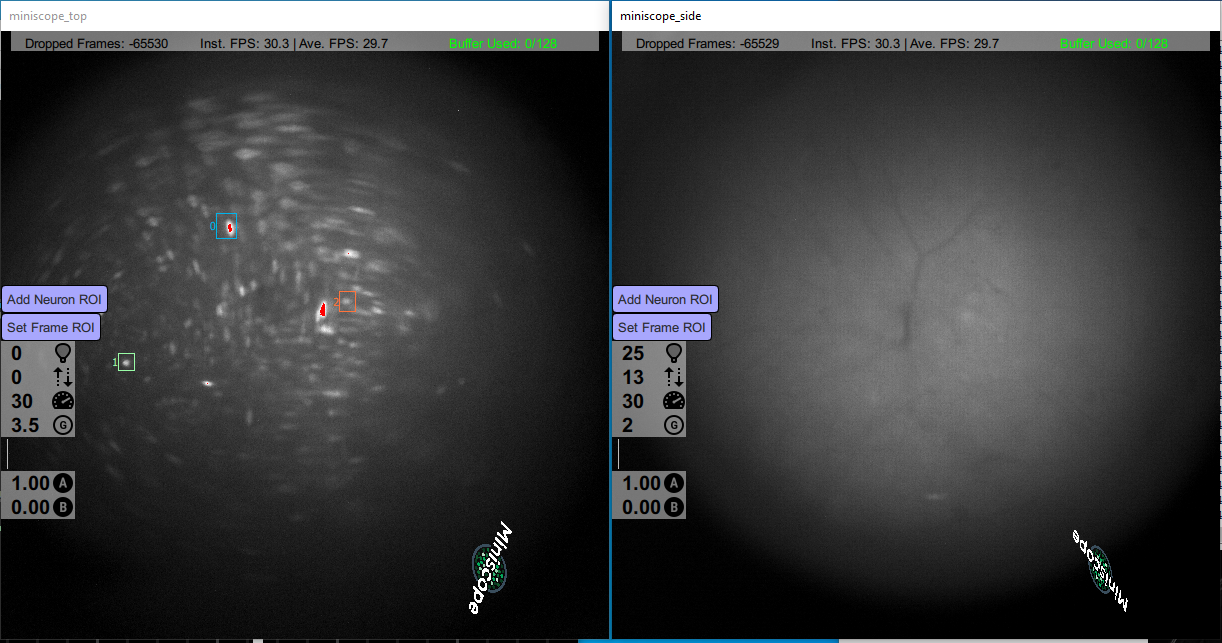 miniscope_top
Dropped Frames: -65530 Inst. FPS: 30.3 | Ave. FPS: 29.7 Buffer Used: 0/128
0
2
Add Neuron ROI
Set Frame ROI
0
1
0
30
3.5 G
1.00 A
0.00 B
Miniscope
miniscope_side
Dropped Frames: -65529 Inst. FPS: 30.3 | Ave. FPS: 29.7 Buffer Used: 0/128
Add Neuron ROI
Set Frame ROI
25
13
30
2 G
1.00 A
0.00 B
Miniscope